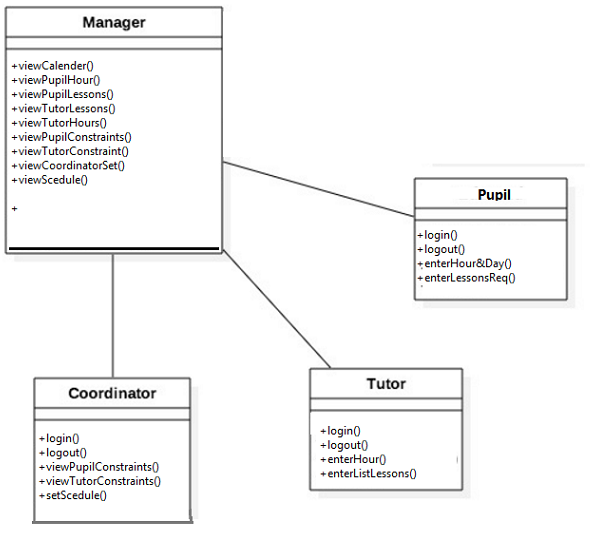 Manager
+viewCalender()
+viewPupilHour()
+viewPupilLessons()
+viewTutorLessons()
+viewTutorHours()
+viewPupilConstraints()
+viewTutorConstraint()
+viewCoordinatorSet()
+viewScedule()
+
Pupil
+login()
+logout()
+enterHour&Day()
+enterLessonsReq()
Coordinator
+login()
+logout()
+viewPupilConstraints()
+viewTutorConstraints()
+setScedule()
Tutor
+login()
+logout()
+enterHour()
+enterListLessons()